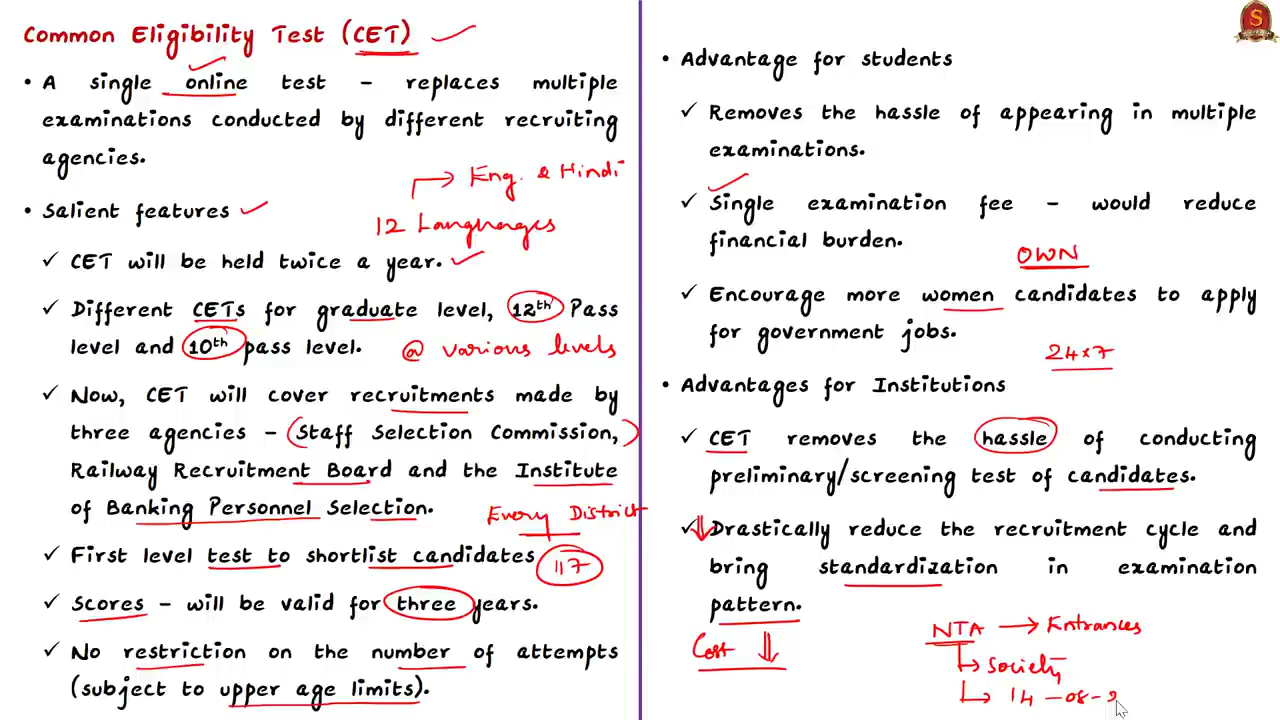 Common Eligibility Test (CET)
• A single online test – replaces multiple
examinations conducted by different recruiting
agencies.
Eng. & Hindi
• Salient features
12 Languages
✓ CET will be held twice a year.
✓ Different CETs for graduate level, 12th Pass
level and 10th pass level.
@ various levels
✓ Now, CET will cover recruitments made by
three agencies – (Staff Selection Commission,)
Railway Recruitment Board and the Institute
of Banking Personnel Selection.
Every District
✓ First level test to shortlist candidates
117
✓ Scores – will be valid for three years.
✓ No restriction on the number of attempts
(subject to upper age limits).
S
• Advantage for students
✓ Removes the hassle of appearing in multiple
examinations.
✓ Single examination fee – would reduce
financial burden.
OWN
✓ Encourage more women candidates to apply
for government jobs.
24x7
• Advantages for Institutions
✓ CET removes the hassle of conducting
preliminary/screening test of candidates.
✓ Drastically reduce the recruitment cycle and
bring standardization in examination
pattern.
Cost ↓
NTA → Entrances
Society
14-08-